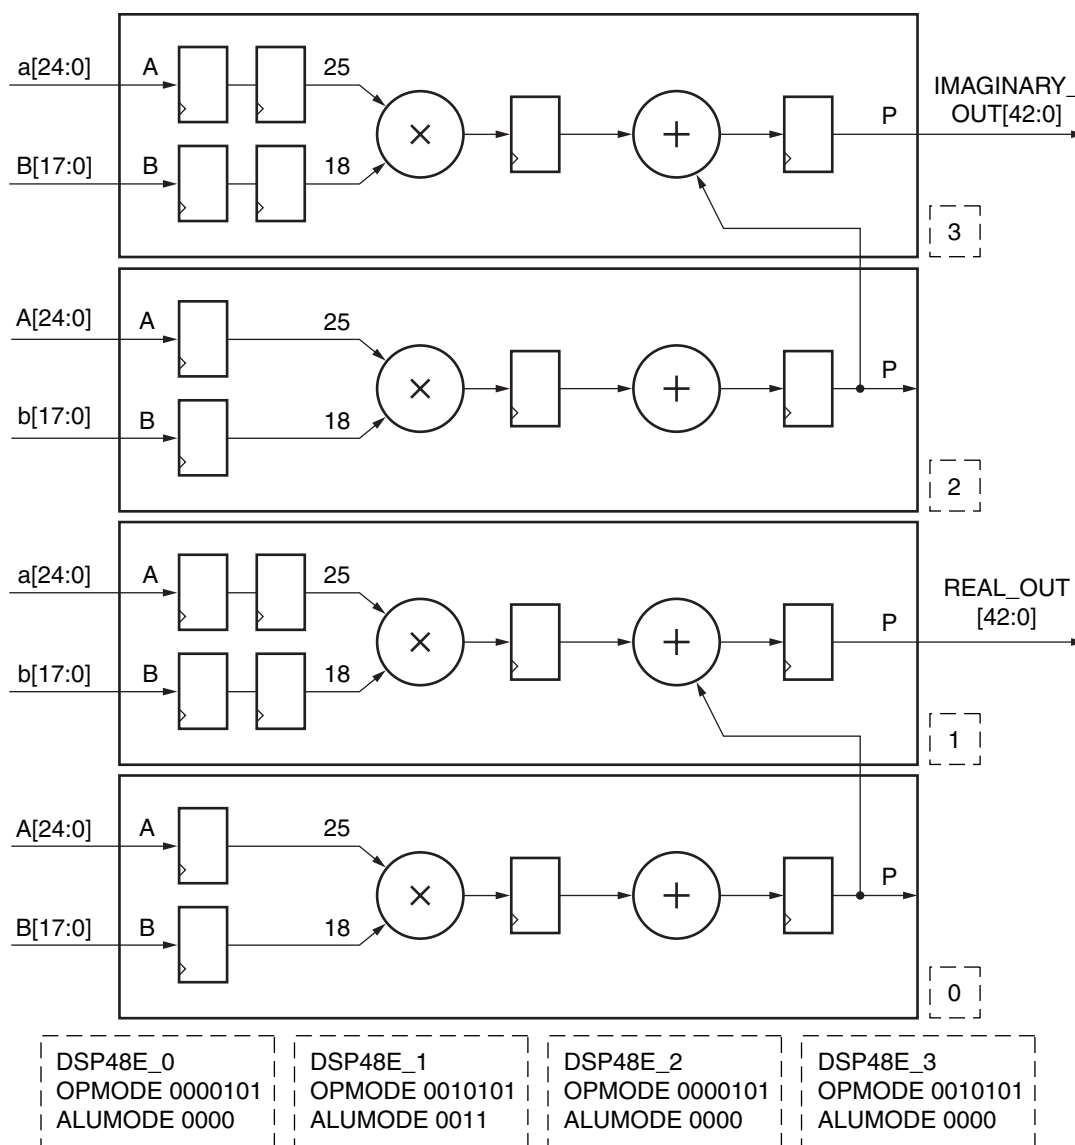 a[24:0] A 25
IMAGINARY_
OUT[42:0]
P
B[17:0] B 18
×
+
3
A[24:0] A 25
×
+
P
b[17:0] B 18
2
a[24:0] A 25
REAL_OUT
[42:0]
×
+
P
b[17:0] B 18
1
A[24:0] A 25
×
+
P
B[17:0] B 18
0
DSP48E_0
OPMODE 0000101
ALUMODE 0000
DSP48E_1
OPMODE 0010101
ALUMODE 0011
DSP48E_2
OPMODE 0000101
ALUMODE 0000
DSP48E_3
OPMODE 0010101
ALUMODE 0000